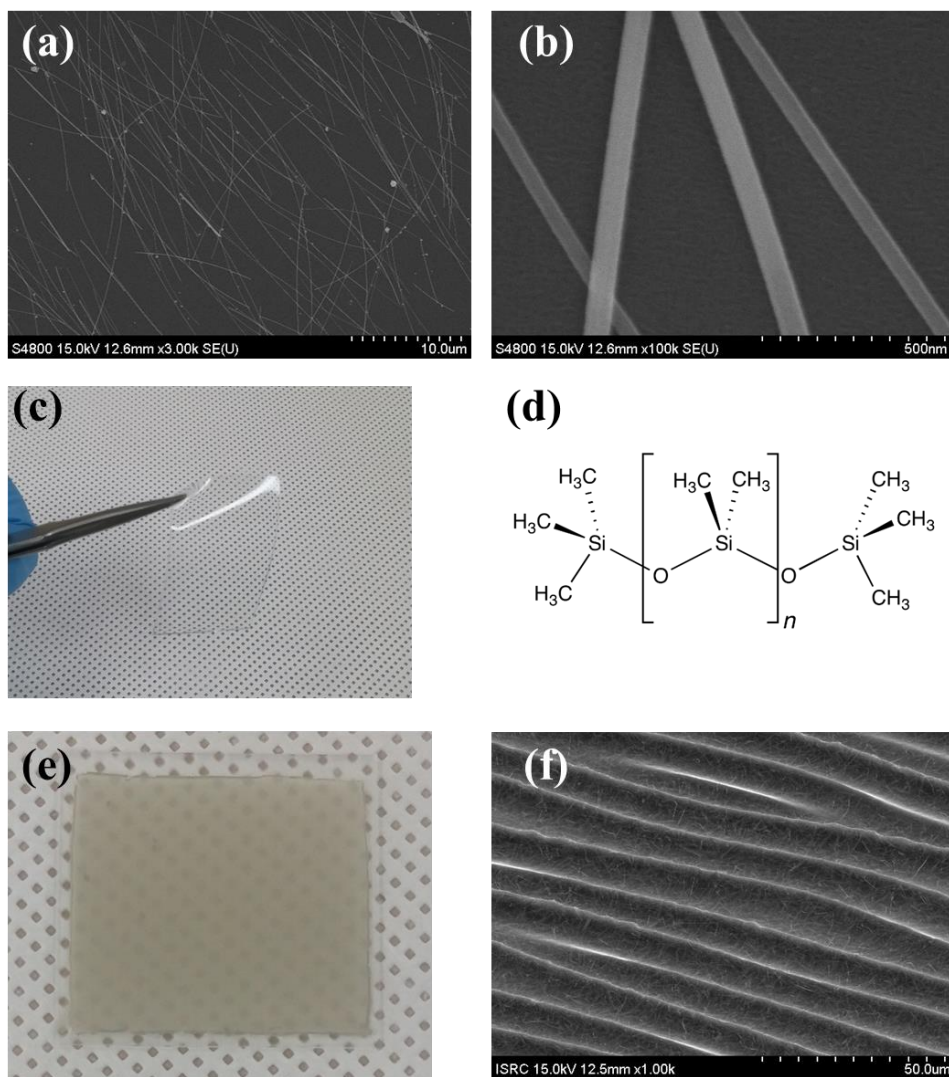 (a)
S4800 15.0kV 12.6mm x3.00k SE(U) 10.0um
(b)
S4800 15.0kV 12.6mm x100k SE(U) 500nm
(c)
(d)
H₃C H₃C CH₃ CH₃
H₃C Si Si Si CH₃
H₃C O O CH₃
n
(e)
(f)
ISRC 15.0kV 12.5mm x1.00k 50.0um